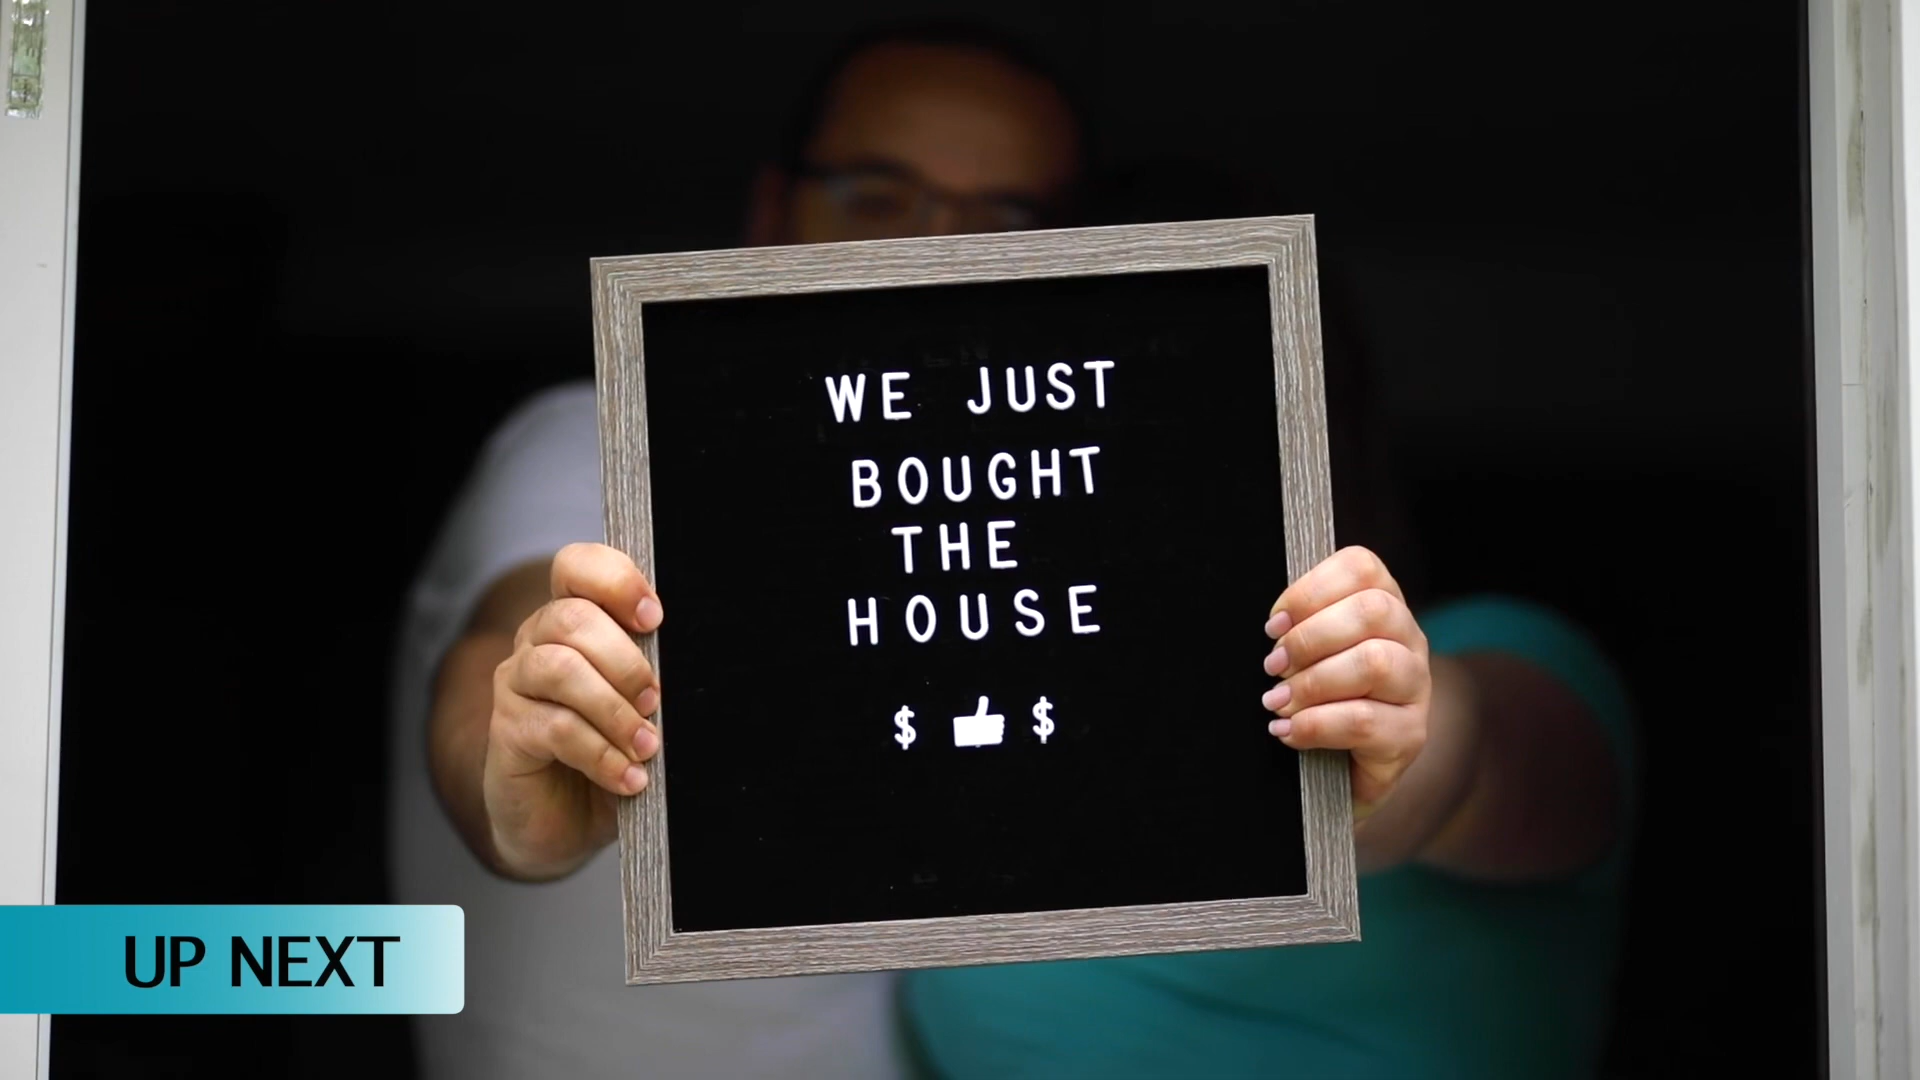 WE JUST
BOUGHT
THE
HOUSE
$ 👍 $
UP NEXT